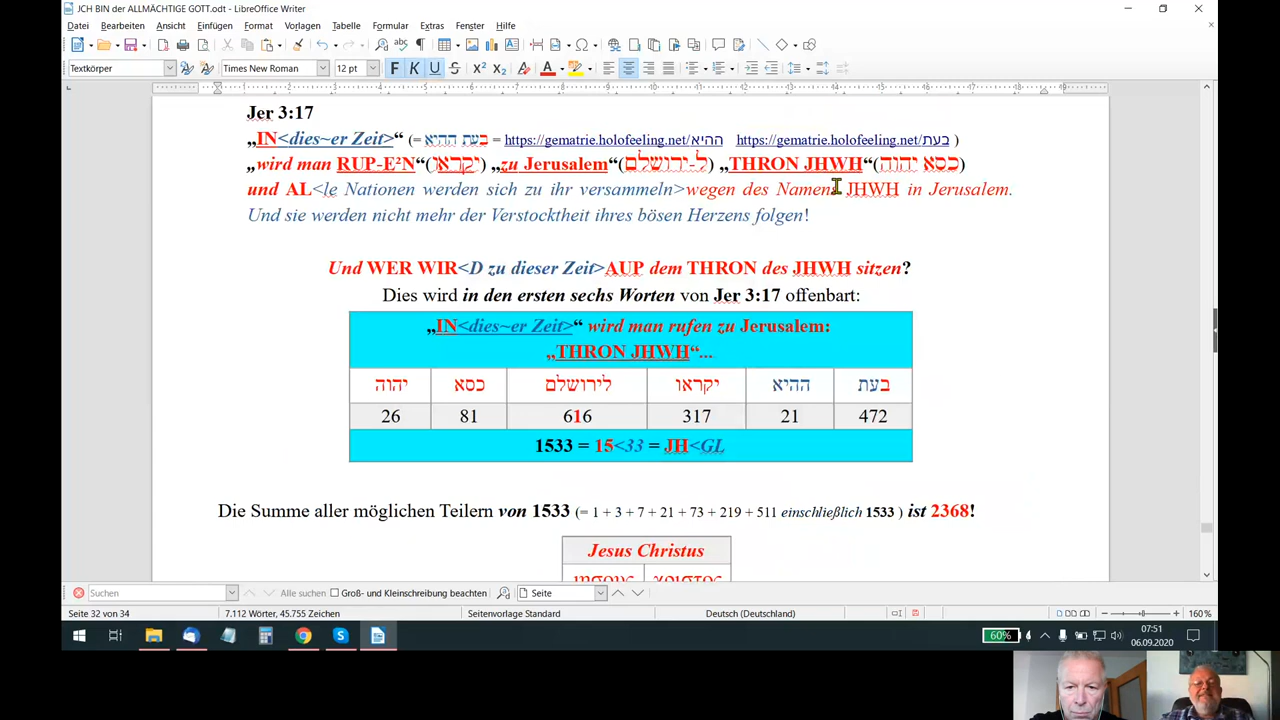 JCH BIN der ALLMÄCHTIGE GOTT.odt - LibreOffice Writer
Datei Bearbeiten Ansicht Einfügen Format Vorlagen Tabelle Formular Extras Fenster Hilfe
Textkörper Times New Roman 12 pt F K U S
Jer 3:17
„IN<dies~er Zeit>“ (= בעת ההיא = https://gematrie.holofeeling.net/ההיא https://gematrie.holofeeling.net/בעת )
„wird man RUP-E²N“(יקראו) „zu Jerusalem“(ל-ירושלם) „THRON JHWH“(כסא יהוה)
und AL<le Nationen werden sich zu ihr versammeln>wegen des Namens JHWH in Jerusalem.
Und sie werden nicht mehr der Verstocktheit ihres bösen Herzens folgen!
Und WER WIR<D zu dieser Zeit>AUP dem THRON des JHWH sitzen?
Dies wird in den ersten sechs Worten von Jer 3:17 offenbart:
„IN<dies~er Zeit>“ wird man rufen zu Jerusalem:
„THRON JHWH“...
יהוה כסא לירושלם יקראו ההיא בעת
26 81 616 317 21 472
1533 = 15<33 = JH<GL
Die Summe aller möglichen Teilern von 1533 (= 1 + 3 + 7 + 21 + 73 + 219 + 511 einschließlich 1533 ) ist 2368!
Jesus Christus
ιησους χριστος
Suchen Alle suchen Groß- und Kleinschreibung beachten Seite
Seite 32 von 34 7.112 Wörter, 45.755 Zeichen Seitenvorlage Standard Deutsch (Deutschland) 160%
60% 07:51
06.09.2020